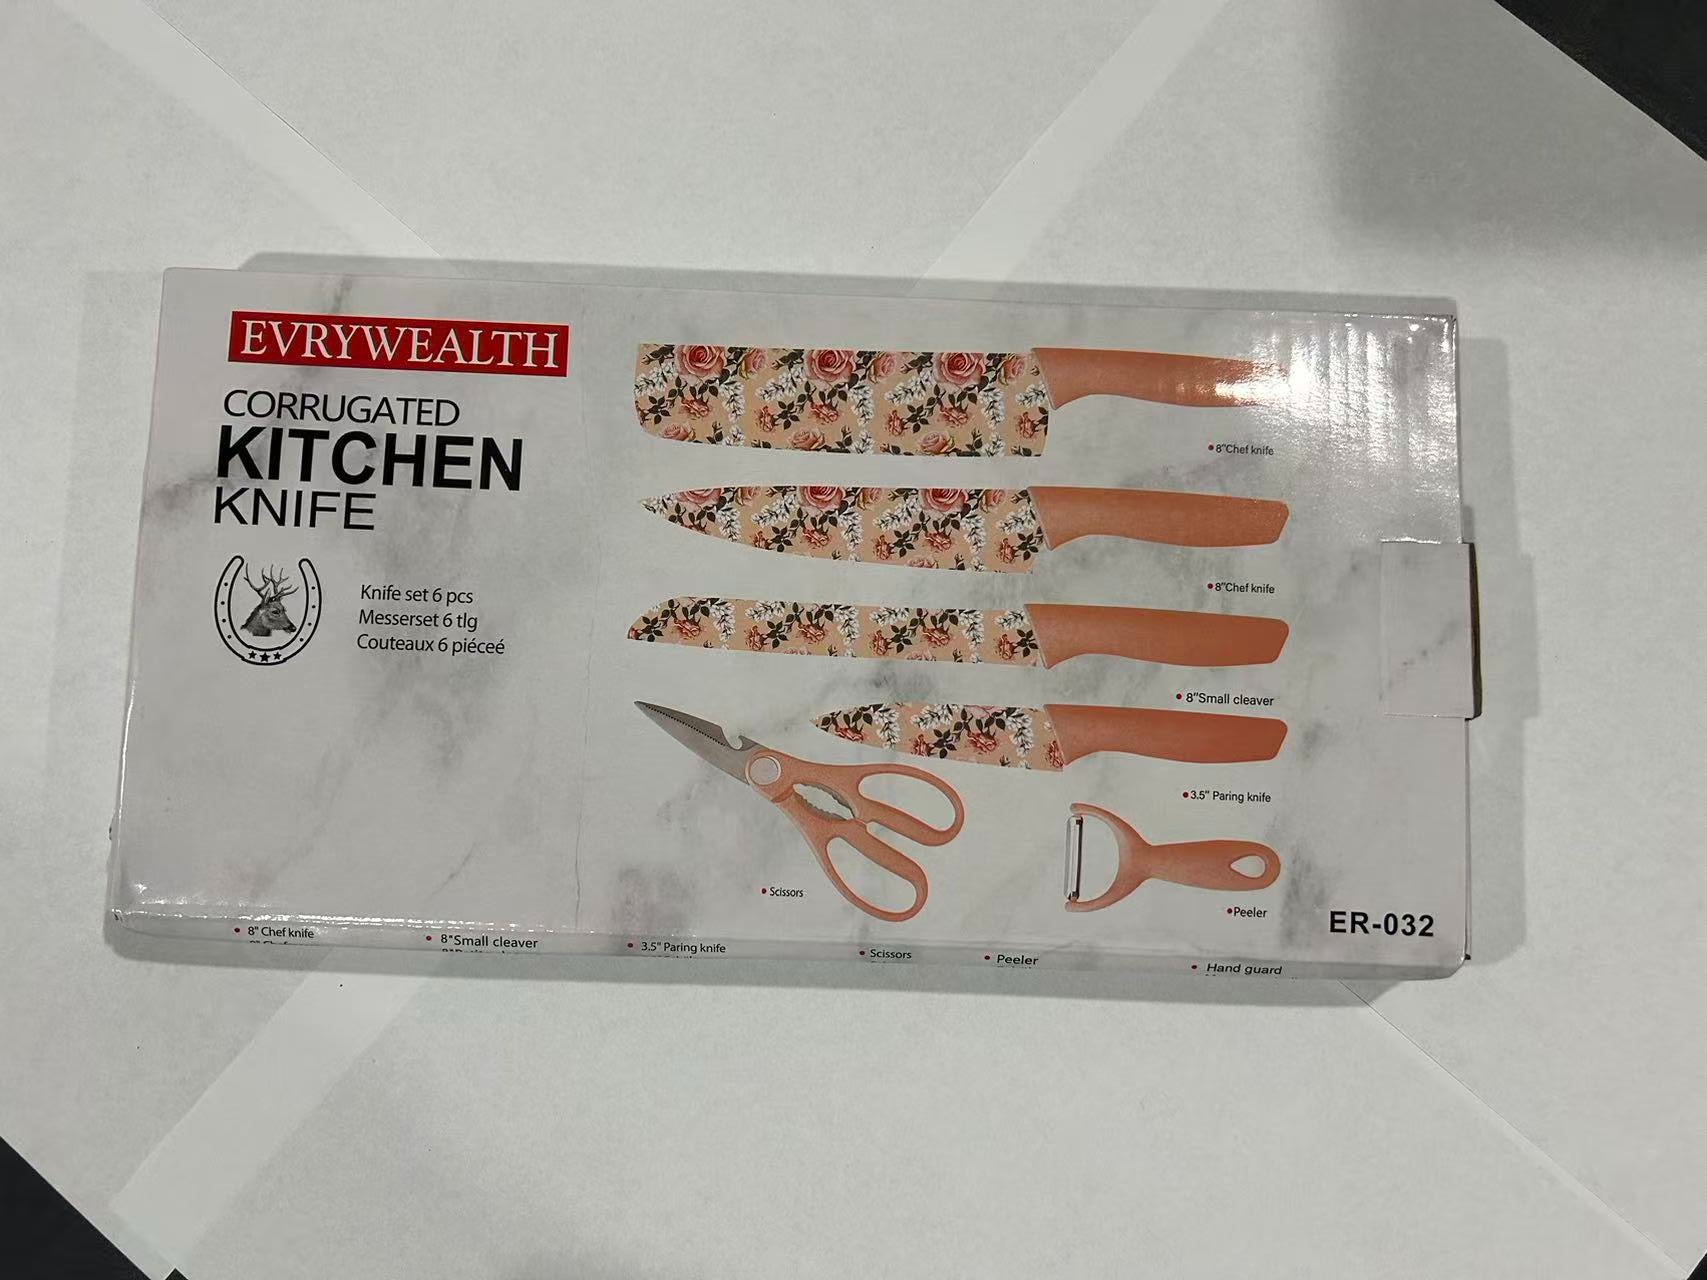 EVRYWEALTH
CORRUGATED
KITCHEN
KNIFE
Knife set 6 pcs
Messerset 6 tlg
Couteaux 6 piéceé
8"Chef knife
8"Chef knife
8"Small cleaver
3.5" Paring knife
Scissors
Peeler
ER-032
8" Chef knife
8"Small cleaver
3.5" Paring knife
Scissors
Peeler
Hand guard